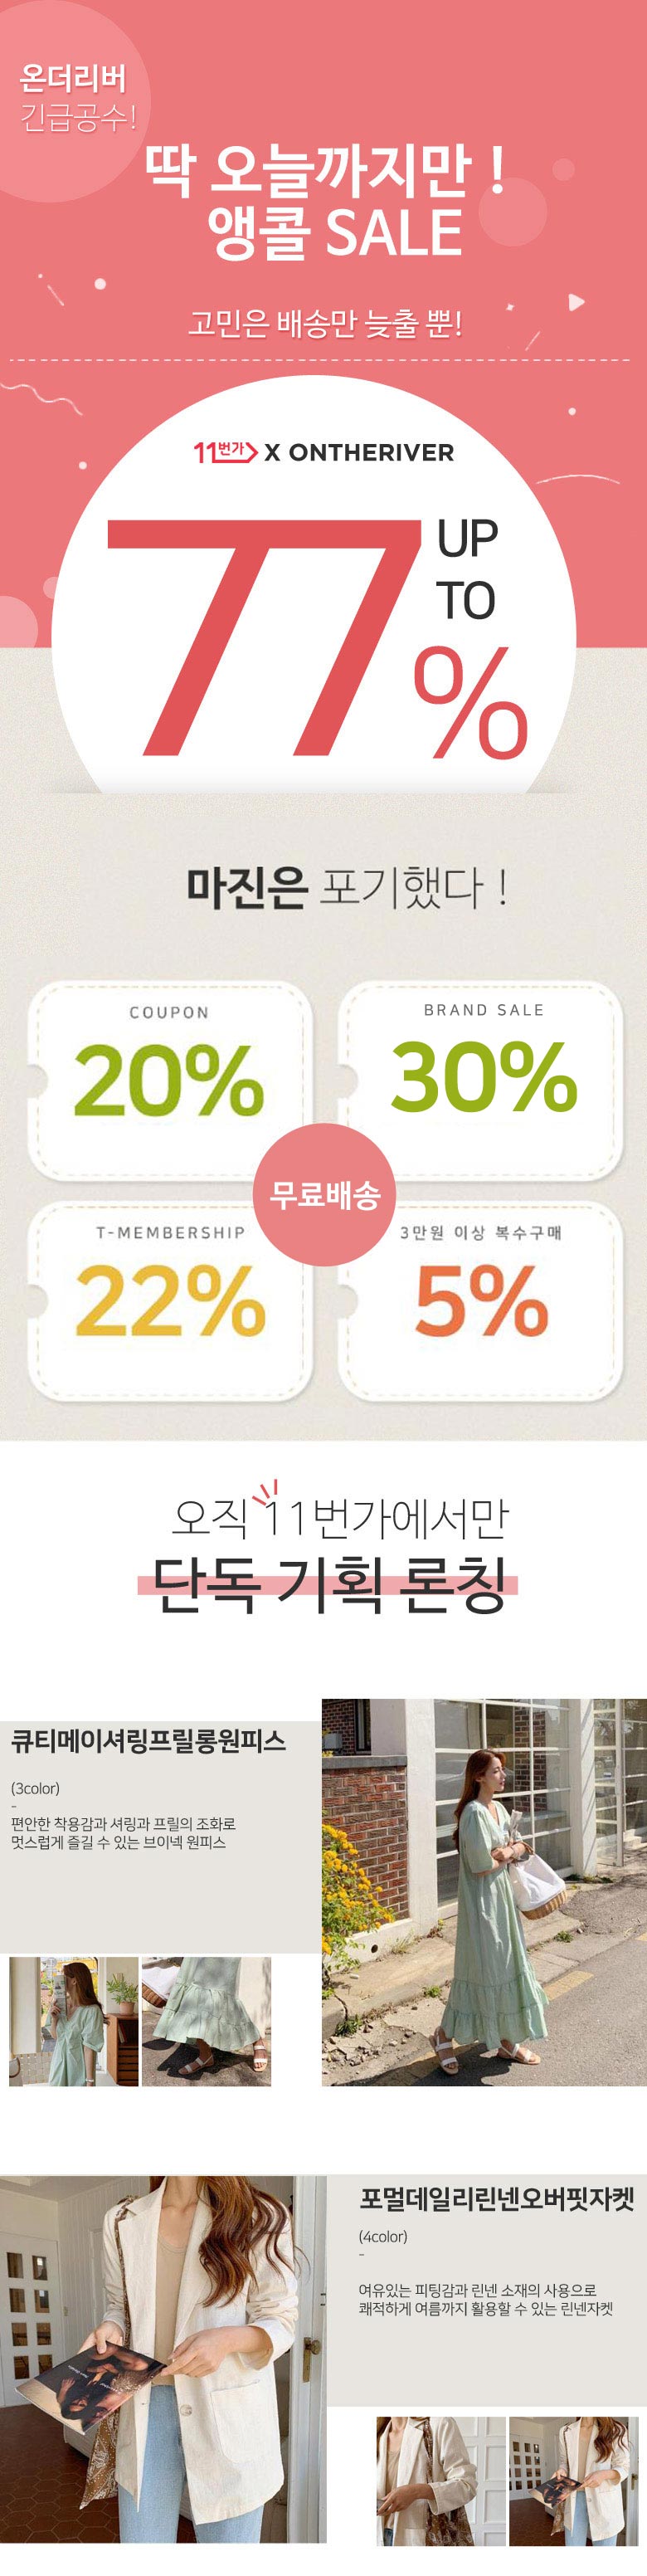 온더리버
긴급공수!
딱 오늘까지만 !
앵콜 SALE
고민은 배송만 늦출 뿐!
11번가 X ONTHERIVER
77
UP
TO
%
마진은 포기했다 !
COUPON
20%
BRAND SALE
30%
무료배송
T-MEMBERSHIP
22%
3만원 이상 복수구매
5%
오직 11번가에서만
단독 기획 론칭
큐티메이셔링프릴롱원피스
(3color)
-
편안한 착용감과 셔링과 프릴의 조화로
멋스럽게 즐길 수 있는 브이넥 원피스
포멀데일리린넨오버핏자켓
(4color)
-
여유있는 피팅감과 린넨 소재의 사용으로
쾌적하게 여름까지 활용할 수 있는 린넨자켓